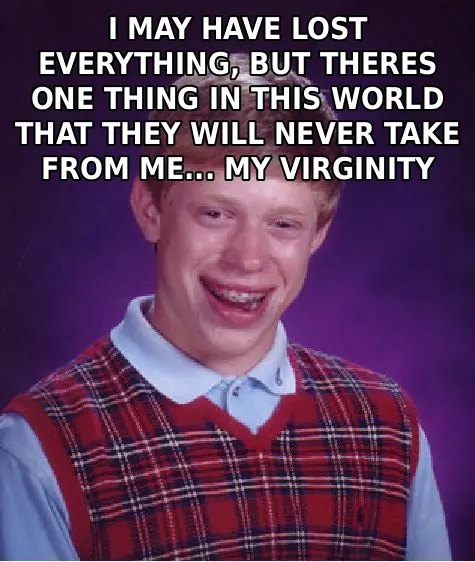 I MAY HAVE LOST
EVERYTHING, BUT THERES
ONE THING IN THIS WORLD
THAT THEY WILL NEVER TAKE
FROM ME... MY VIRGINITY